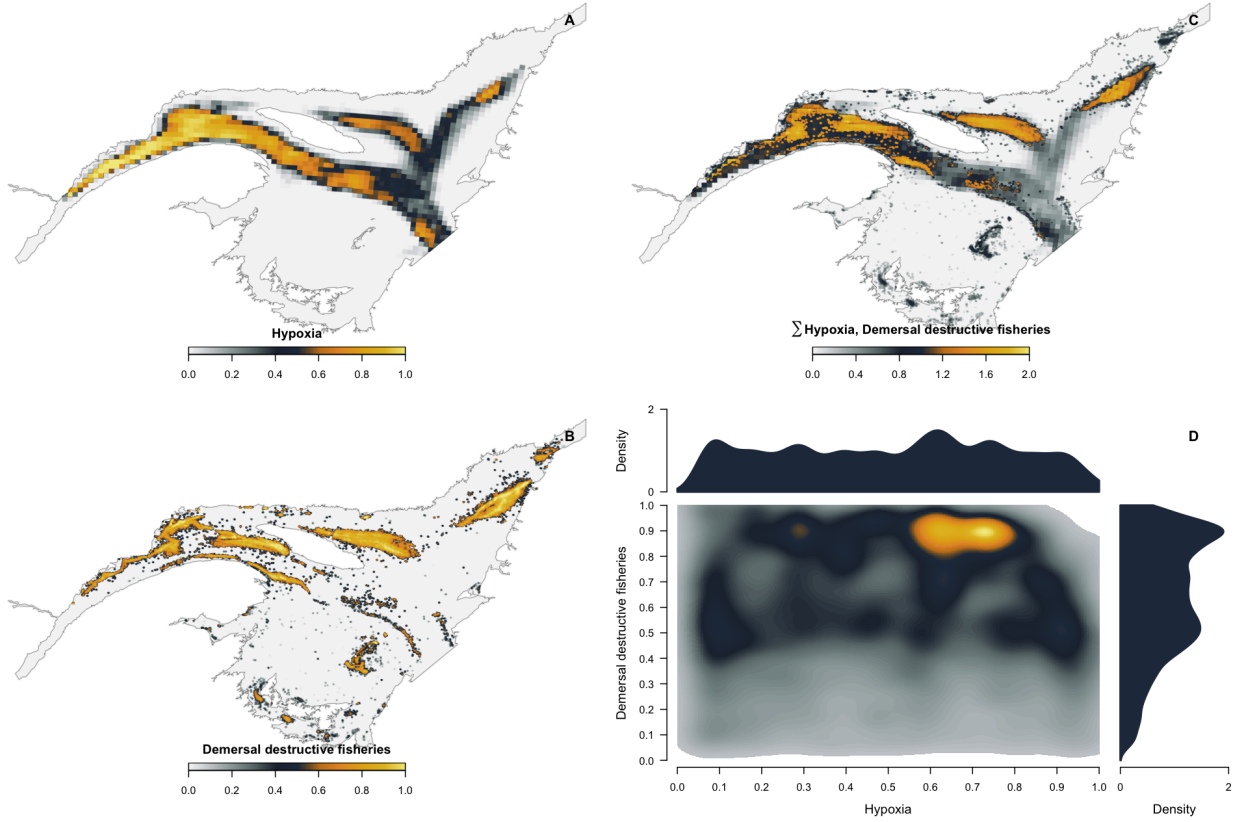 A
Hypoxia
0.0 0.2 0.4 0.6 0.8 1.0
C
∑ Hypoxia, Demersal destructive fisheries
0.0 0.4 0.8 1.2 1.6 2.0
B
Demersal destructive fisheries
0.0 0.2 0.4 0.6 0.8 1.0
D
2
0
Density
1.0
0.9
0.8
0.7
0.6
0.5
0.4
0.3
0.2
0.1
0.0
Demersal destructive fisheries
0.0 0.1 0.2 0.3 0.4 0.5 0.6 0.7 0.8 0.9 1.0
Hypoxia
0 2
Density